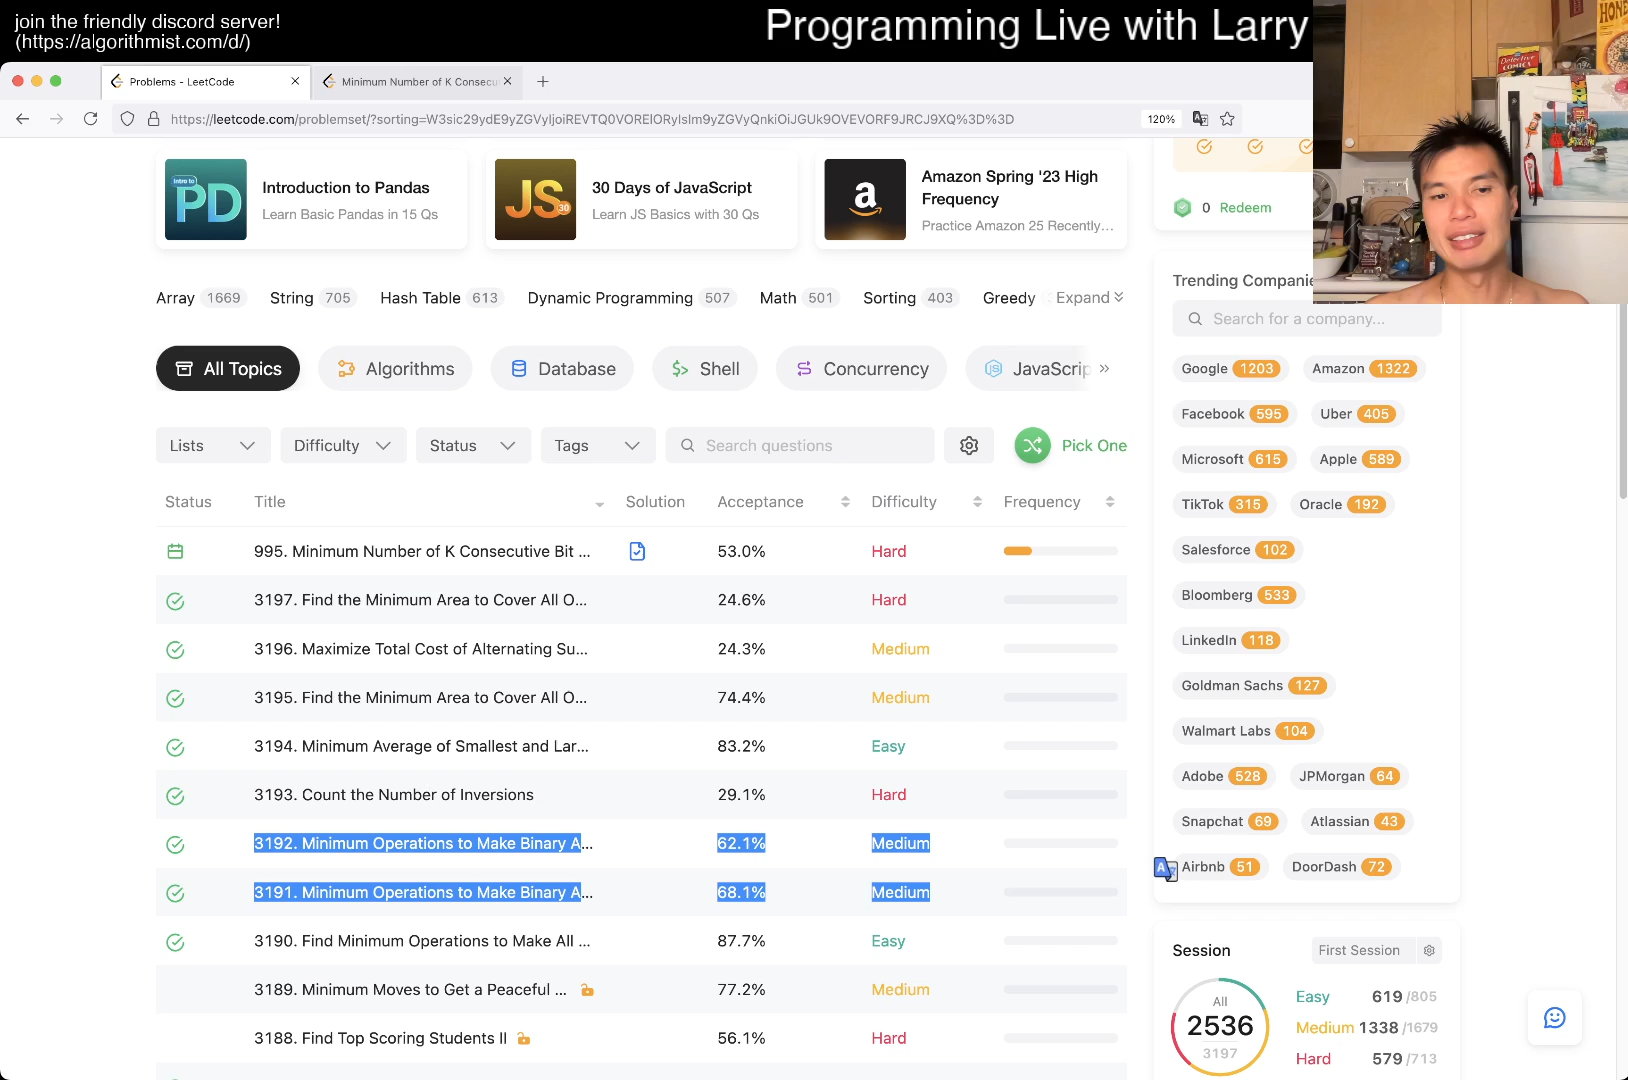 join the friendly discord server!
(https://algorithmist.com/d/)
Programming Live with Larry
Problems - LeetCode
Minimum Number of K Consecu
https://leetcode.com/problemset/?sorting=W3sic29ydE9yZGVyIjoiREVTQ0VORElORyIsIm9yZGVyQnkiOiJGUk9OVEVORF9JRCJ9XQ%3D%3D
120%
Introduction to Pandas
Learn Basic Pandas in 15 Qs
30 Days of JavaScript
Learn JS Basics with 30 Qs
Amazon Spring '23 High
Frequency
Practice Amazon 25 Recently...
Intro to
PD
JS
30
a
0 Redeem
Array 1669 String 705 Hash Table 613 Dynamic Programming 507 Math 501 Sorting 403 Greedy Expand
All Topics Algorithms Database Shell Concurrency JavaScrip
Lists Difficulty Status Tags Search questions Pick One
Status Title Solution Acceptance Difficulty Frequency
995. Minimum Number of K Consecutive Bit ... 53.0% Hard
3197. Find the Minimum Area to Cover All O... 24.6% Hard
3196. Maximize Total Cost of Alternating Su... 24.3% Medium
3195. Find the Minimum Area to Cover All O... 74.4% Medium
3194. Minimum Average of Smallest and Lar... 83.2% Easy
3193. Count the Number of Inversions 29.1% Hard
3192. Minimum Operations to Make Binary A... 62.1% Medium
3191. Minimum Operations to Make Binary A... 68.1% Medium
3190. Find Minimum Operations to Make All ... 87.7% Easy
3189. Minimum Moves to Get a Peaceful ... 77.2% Medium
3188. Find Top Scoring Students II 56.1% Hard
Trending Companie
Search for a company...
Google 1203 Amazon 1322
Facebook 595 Uber 405
Microsoft 615 Apple 589
TikTok 315 Oracle 192
Salesforce 102
Bloomberg 533
LinkedIn 118
Goldman Sachs 127
Walmart Labs 104
Adobe 528 JPMorgan 64
Snapchat 69 Atlassian 43
Airbnb 51 DoorDash 72
Session First Session
All
2536
3197
Easy 619 /805
Medium 1338 /1679
Hard 579 /713
HONE
COMICS